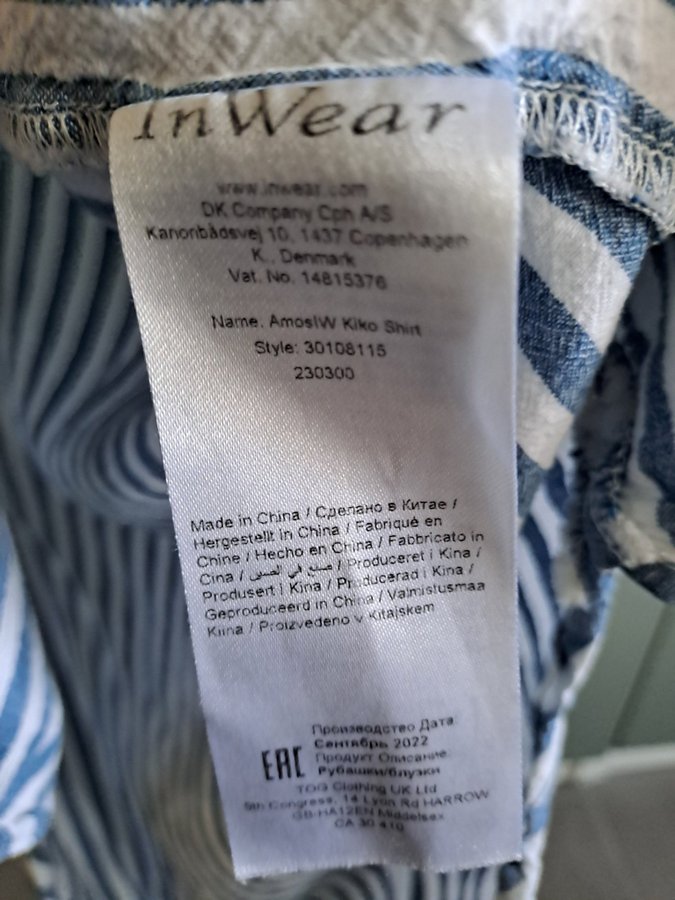 InWear
www.inwear.com
DK Company Cph A/S
Kanonbådsvej 10, 1437 Copenhagen
K., Denmark
Vat. No. 14815376
Name. AmosIW Kiko Shirt
Style: 30108115
230300
Made in China / Сделано в Китае /
Hergestellt in China / Fabriqué en
Chine / Hecho en China / Fabbricato in
Cina / صنع في الصين / Produceret i Kina /
Produsert i Kina / Producerad i Kina /
Geproduceerd in China / Valmistusmaa
Kiina / Proizvedeno v Kitajskem
Производство Дата:
Сентябрь 2022
EAC Продукт Описание:
Рубашки/блузки
TOG Clothing UK Ltd
5th Congress, 14 Lyon Rd HARROW
GB-HA12EN Middelsex
CA 30 410